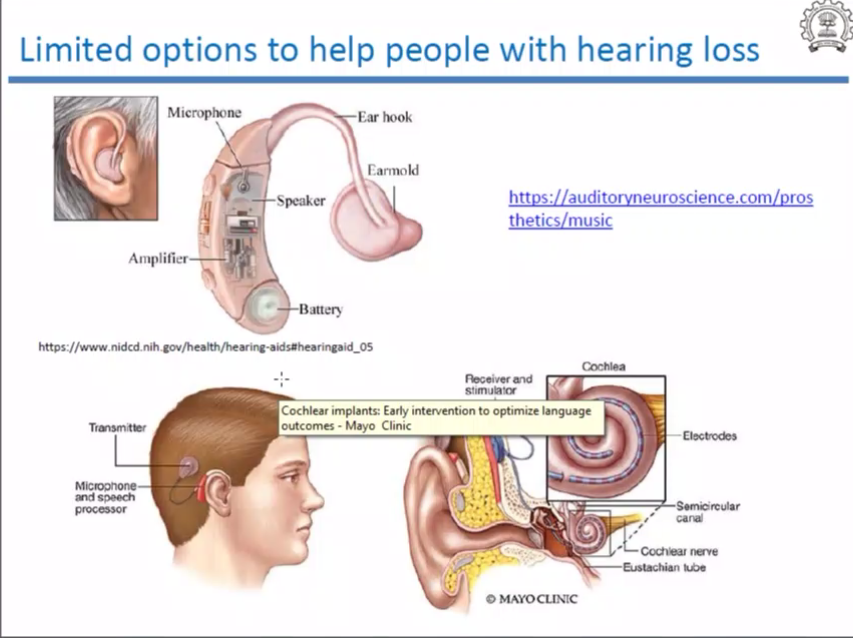 Limited options to help people with hearing loss
Microphone
Ear hook
Earmold
Speaker
Amplifier
Battery
https://auditoryneuroscience.com/pros
thetics/music
https://www.nidcd.nih.gov/health/hearing-aids#hearingaid_05
Transmitter
Microphone
and speech
processor
Cochlear implants: Early intervention to optimize language
outcomes - Mayo Clinic
Receiver and
stimulator
Cochlea
Electrodes
Semicircular
canal
Cochlear nerve
Eustachian tube
© MAYO CLINIC